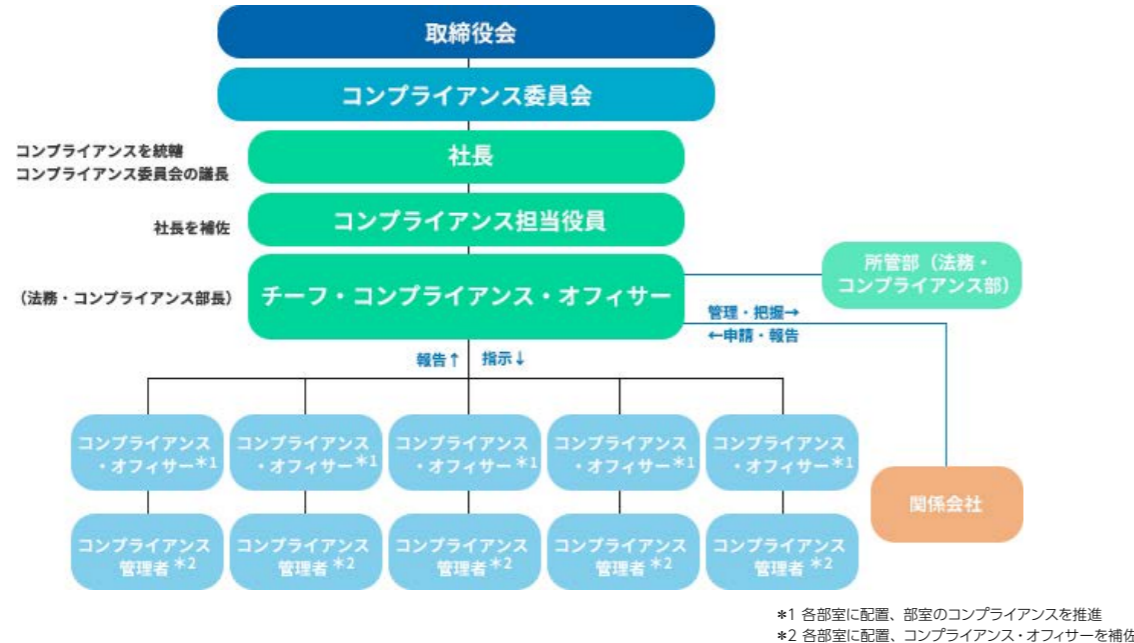 取締役会
コンプライアンス委員会
コンプライアンスを統轄
コンプライアンス委員会の議長
社長
社長を補佐
コンプライアンス担当役員
(法務・コンプライアンス部長)
チーフ・コンプライアンス・オフィサー
所管部(法務・
コンプライアンス部)
管理・把握→
←申請・報告
報告↑ 指示↓
コンプライアンス
・オフィサー*1
コンプライアンス
・オフィサー*1
コンプライアンス
・オフィサー*1
コンプライアンス
・オフィサー*1
コンプライアンス
・オフィサー*1
関係会社
コンプライアンス
管理者*2
コンプライアンス
管理者*2
コンプライアンス
管理者*2
コンプライアンス
管理者*2
コンプライアンス
管理者*2
*1 各部室に配置、部室のコンプライアンスを推進
*2 各部室に配置、コンプライアンス・オフィサーを補佐